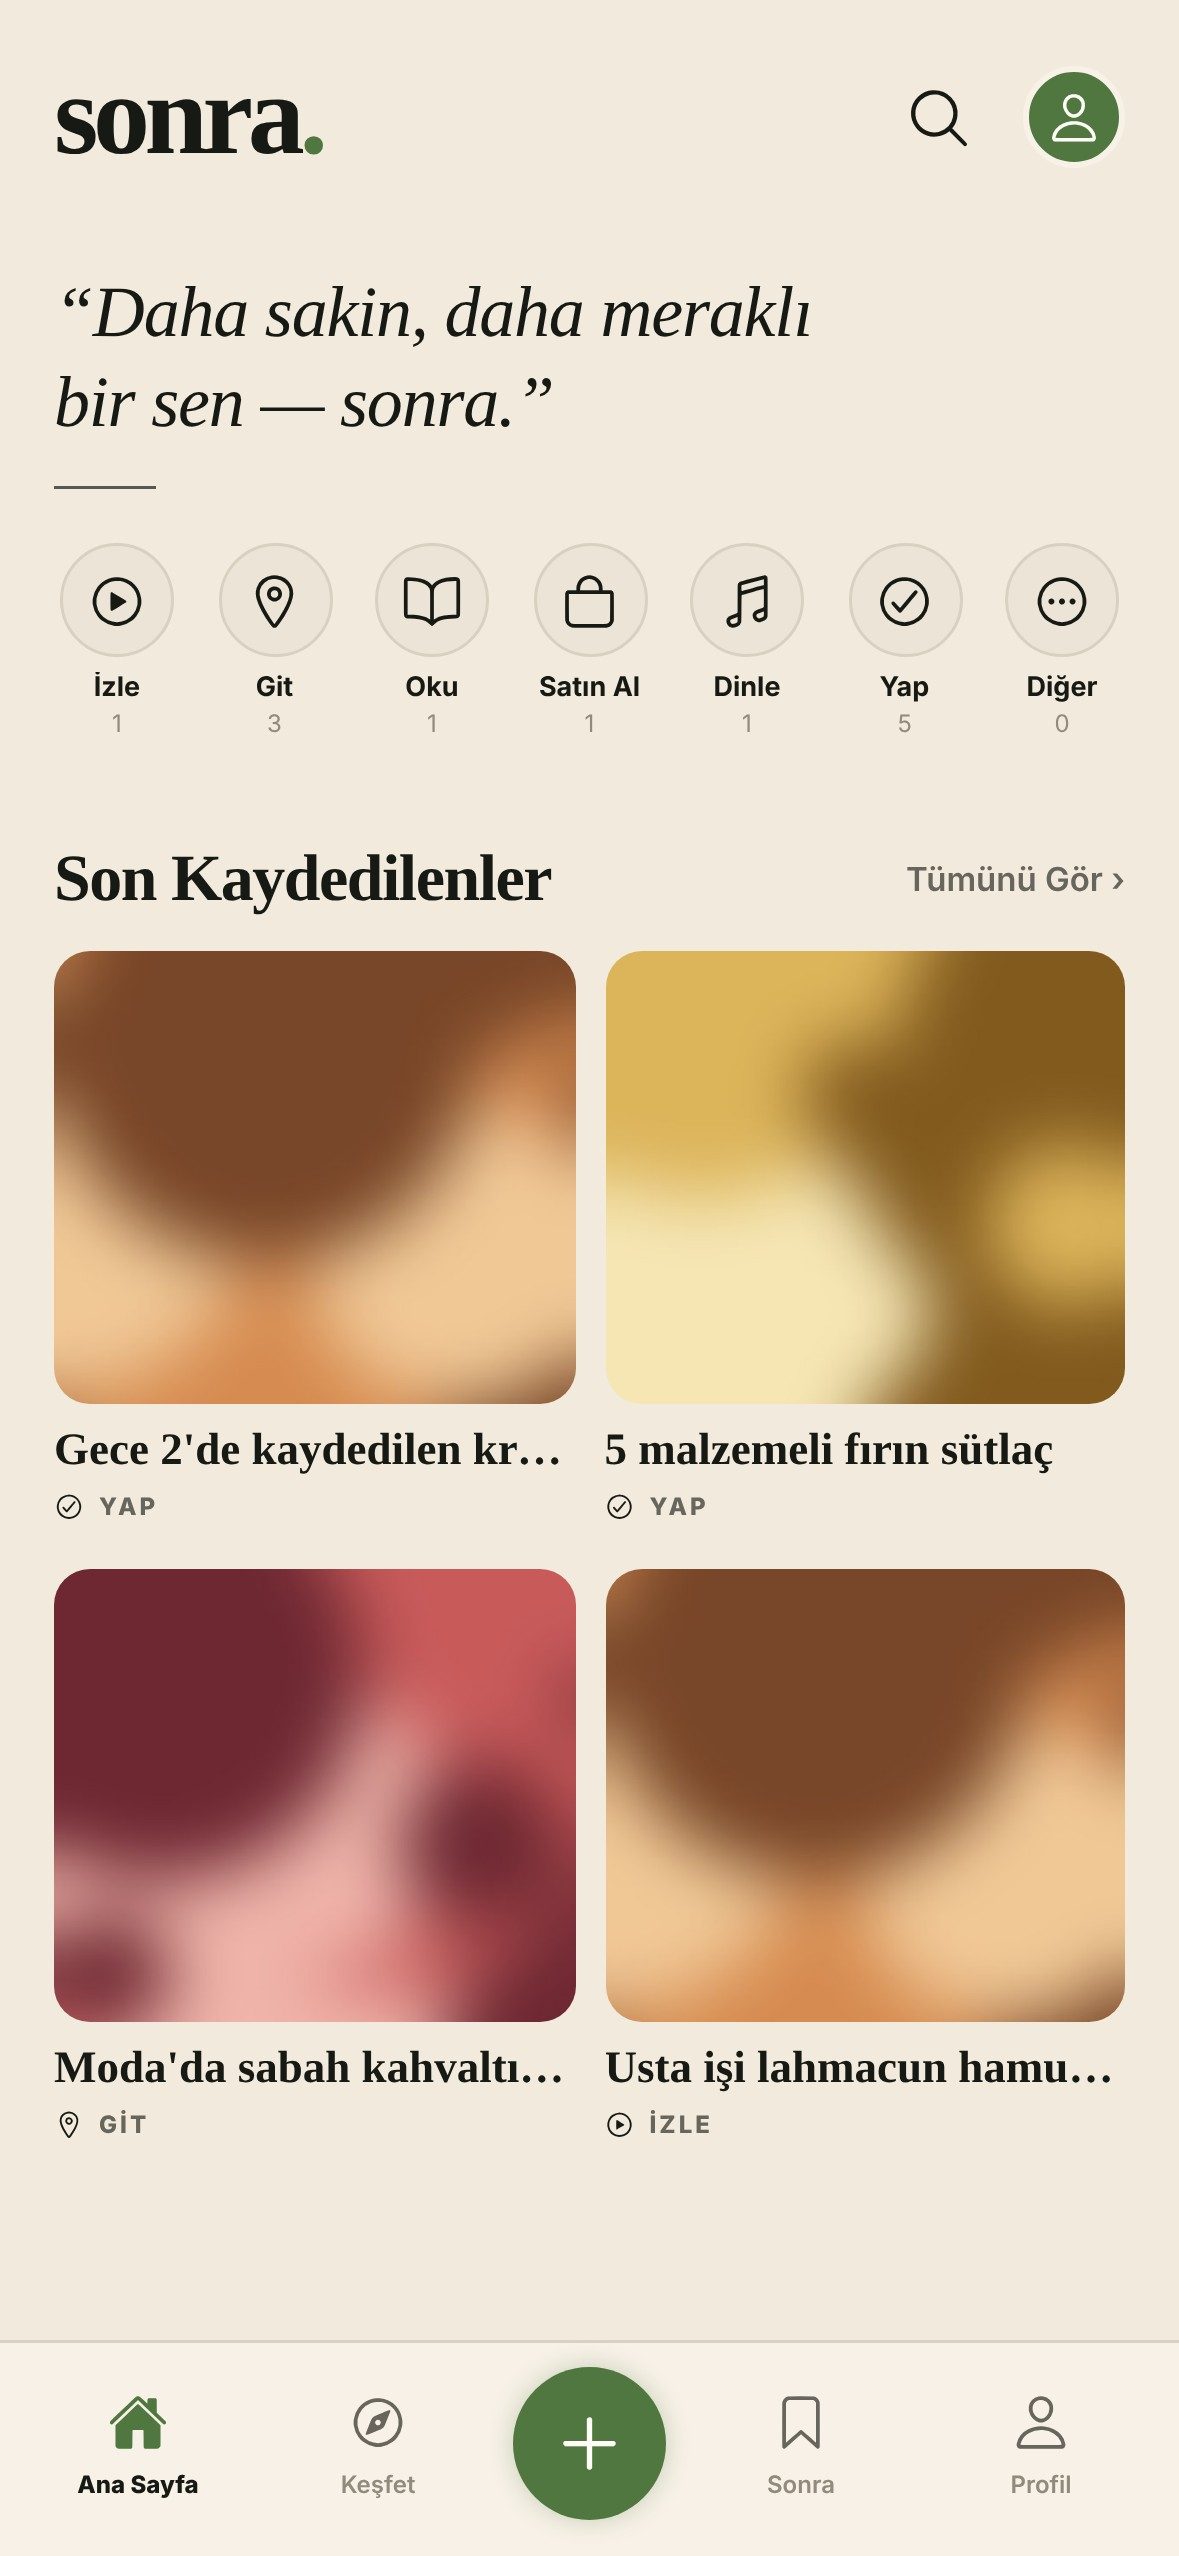 sonra.
“Daha sakin, daha meraklı
bir sen — sonra.”
İzle
1
Git
3
Oku
1
Satın Al
1
Dinle
1
Yap
5
Diğer
0
Son Kaydedilenler
Tümünü Gör ›
Gece 2'de kaydedilen kr...
YAP
5 malzemeli fırın sütlaç
YAP
Moda'da sabah kahvaltı...
GİT
Usta işi lahmacun hamu...
İZLE
Ana Sayfa
Keşfet
Sonra
Profil